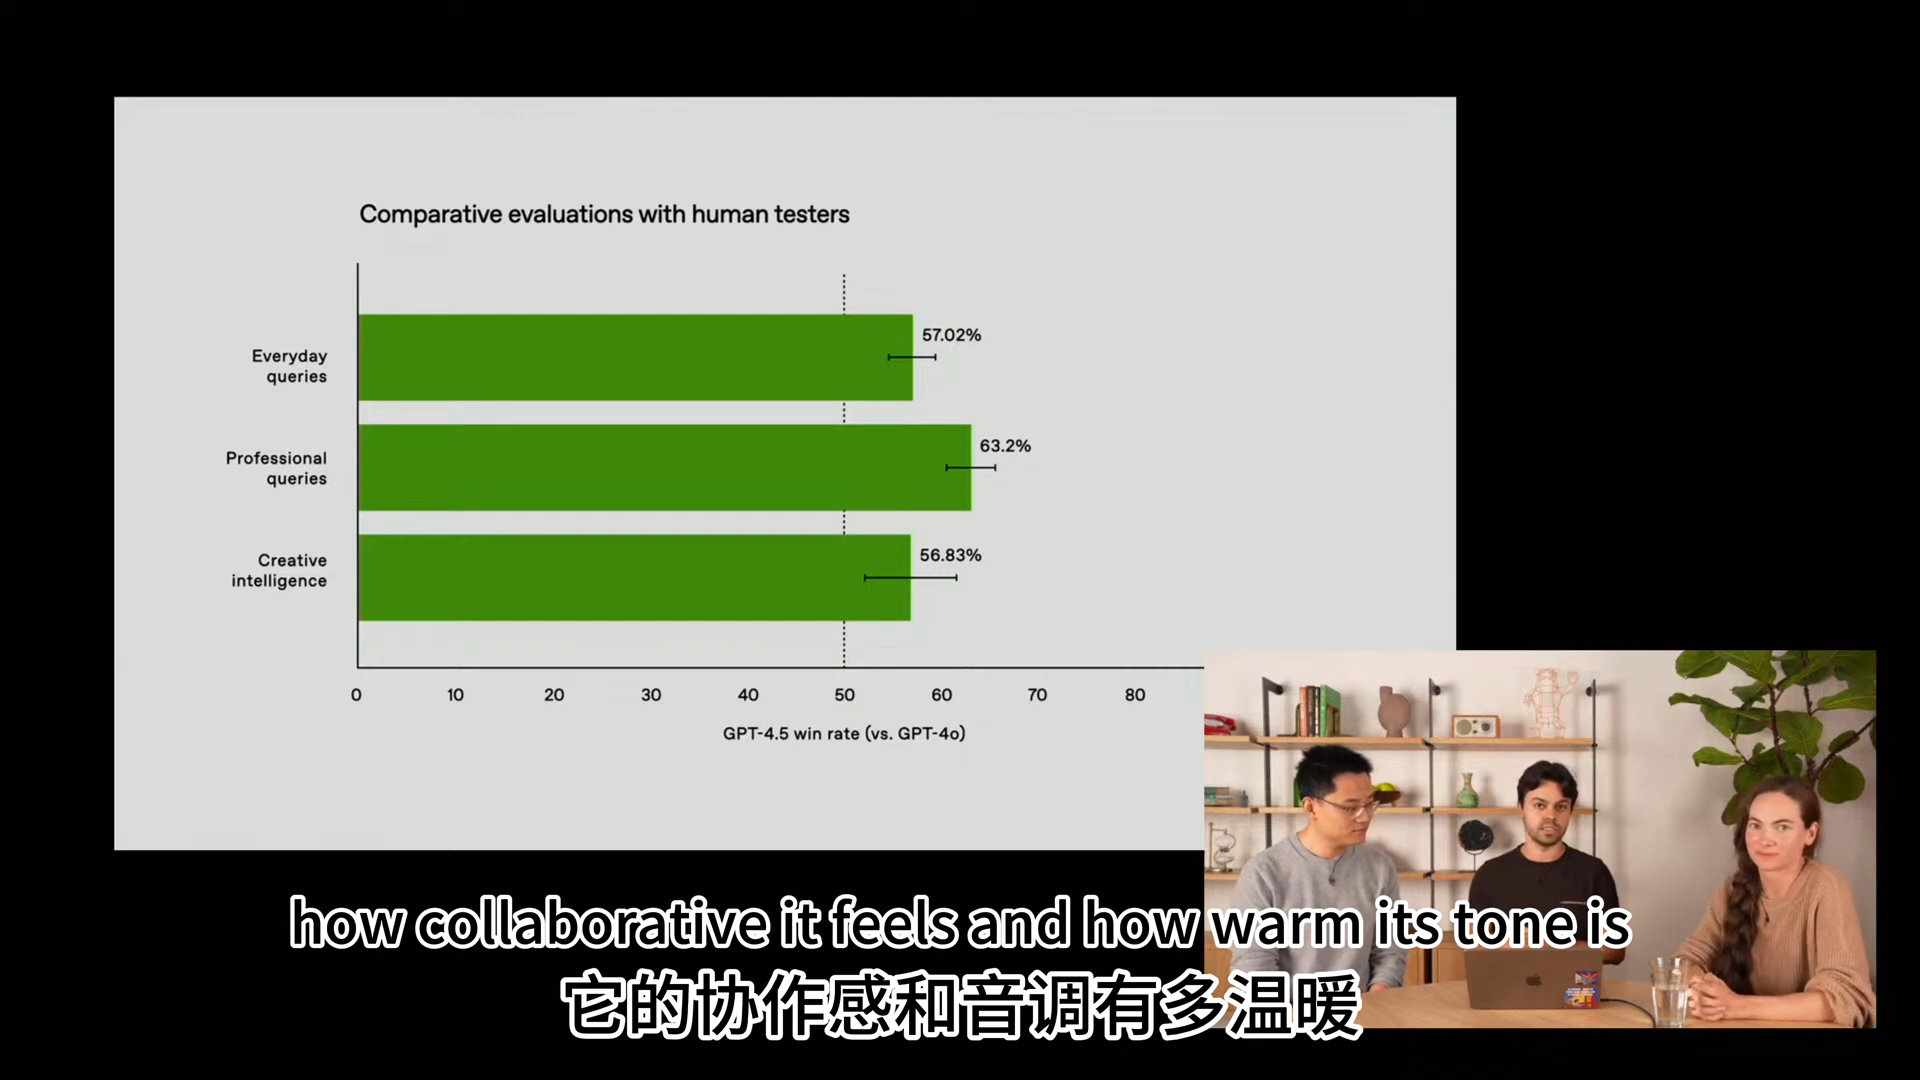 Comparative evaluations with human testers
Everyday
queries
57.02%
Professional
queries
63.2%
Creative
intelligence
56.83%
0 10 20 30 40 50 60 70 80
GPT-4.5 win rate (vs. GPT-4o)
how collaborative it feels and how warm its tone is
它的协作感和音调有多温暖